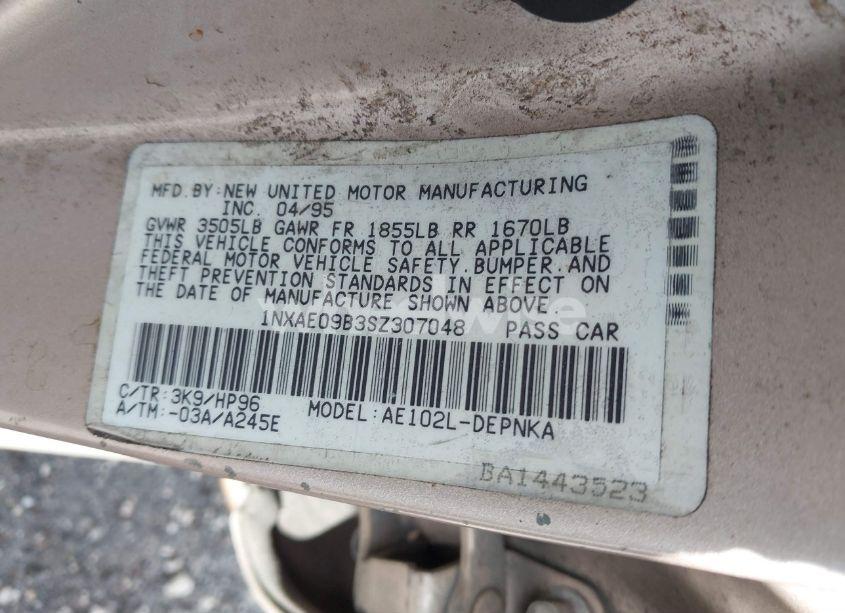 MFD.BY:NEW UNITED MOTOR MANUFACTURING
INC. 04/95
GVWR 3505LB GAWR FR 1855LB RR 1670LB
THIS VEHICLE CONFORMS TO ALL APPLICABLE
FEDERAL MOTOR VEHICLE SAFETY.BUMPER.AND
THEFT PREVENTION STANDARDS IN EFFECT ON
THE DATE OF MANUFACTURE SHOWN ABOVE.
1NXAE09B3SZ307048 PASS CAR
C/TR:3K9/HP96
A/TM:-03A/A245E MODEL:AE102L-DEPNKA
BA1443523